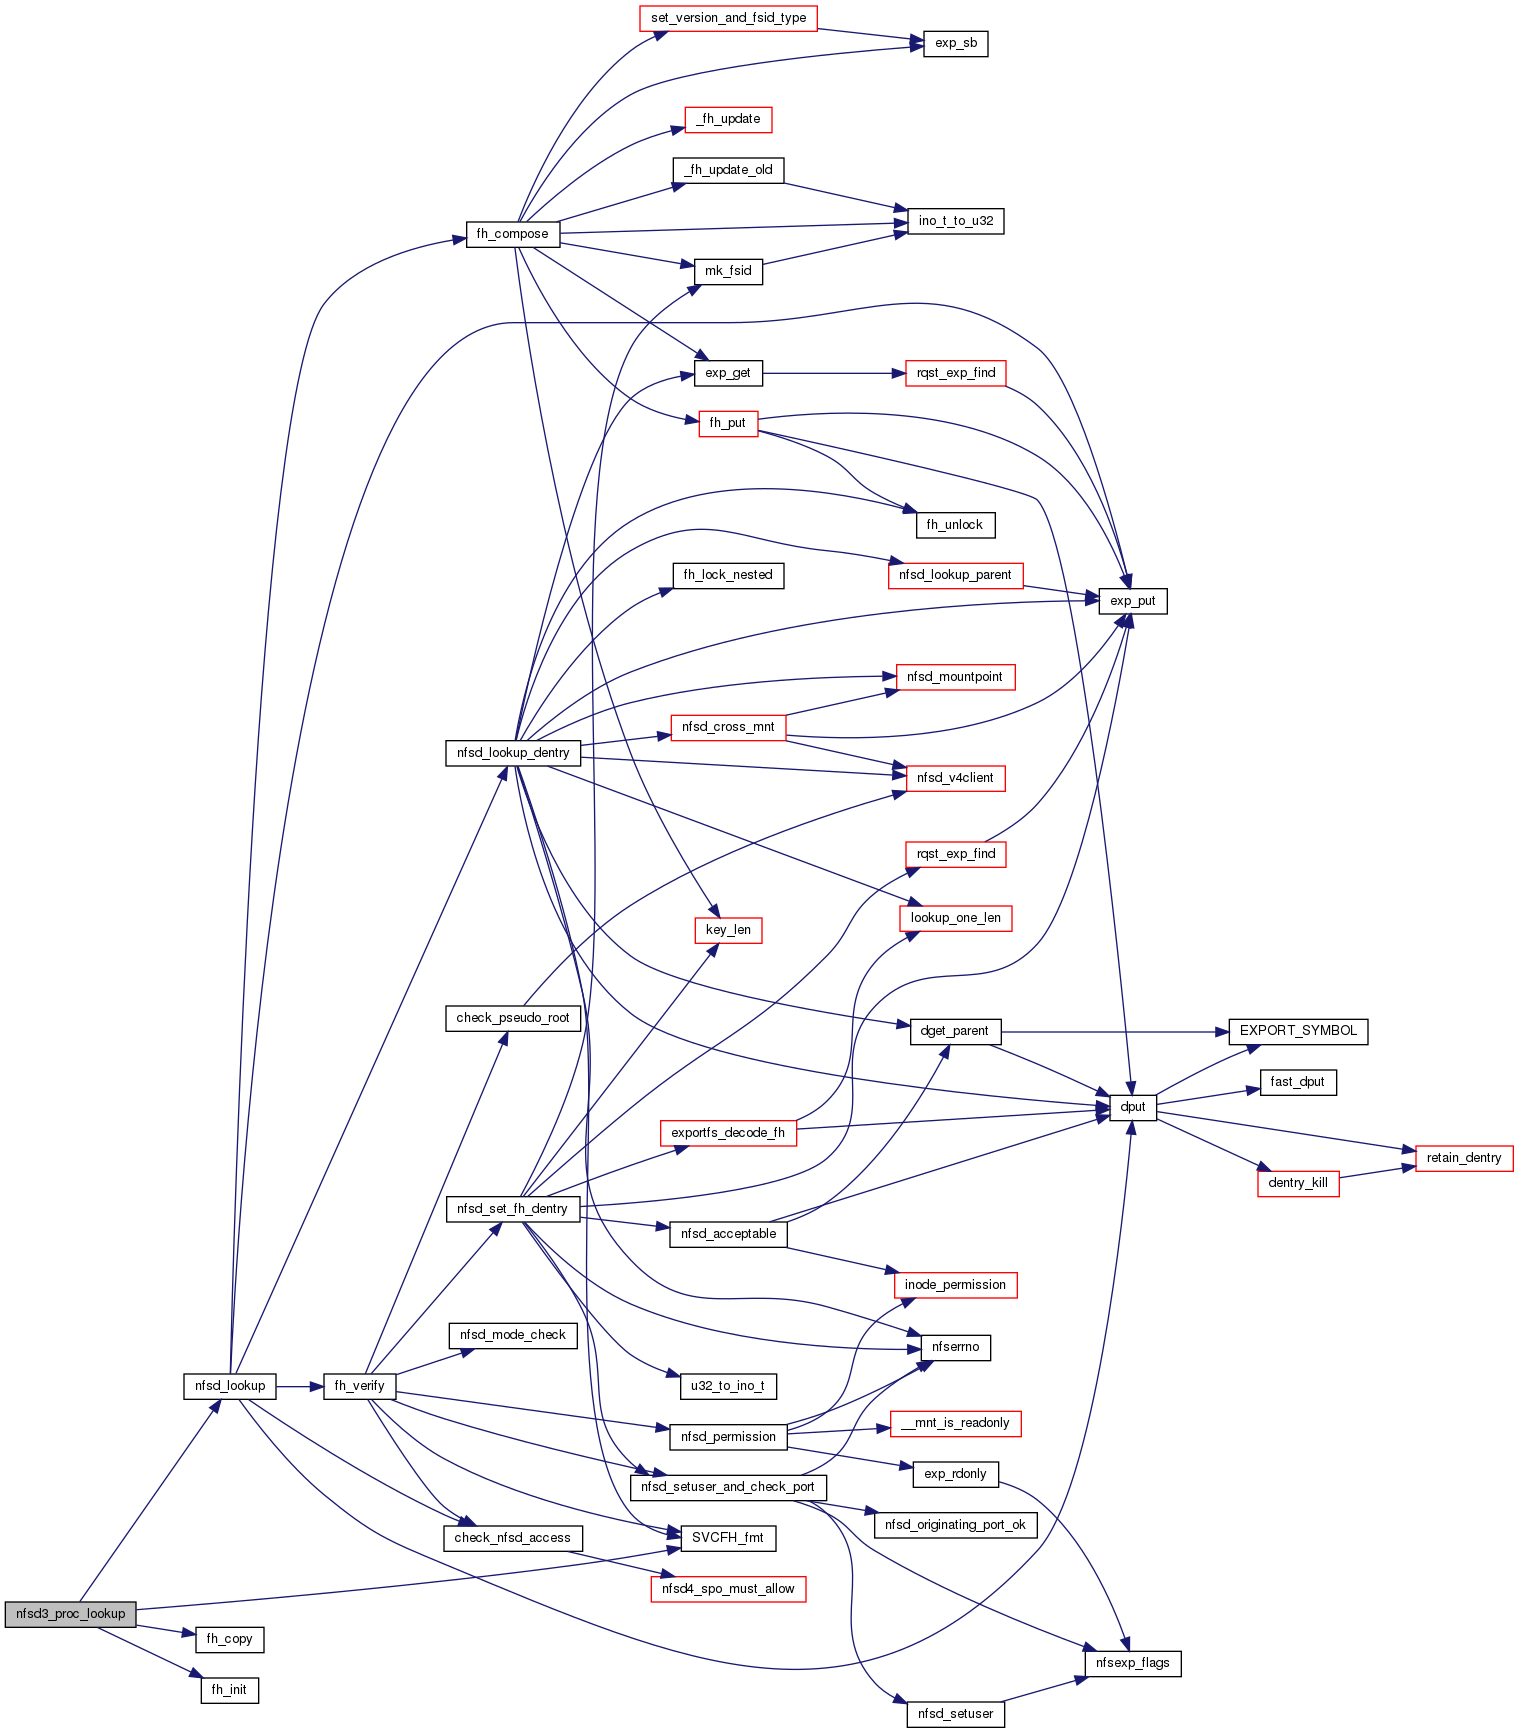 set_version_and_fsid_type
exp_sb
_fh_update
_fh_update_old
ino_t_to_u32
fh_compose
mk_fsid
exp_get
rqst_exp_find
fh_put
fh_unlock
fh_lock_nested
nfsd_lookup_parent
exp_put
nfsd_mountpoint
nfsd_cross_mnt
nfsd_lookup_dentry
nfsd_v4client
rqst_exp_find
lookup_one_len
key_len
check_pseudo_root
dget_parent
EXPORT_SYMBOL
fast_dput
dput
exportfs_decode_fh
retain_dentry
dentry_kill
nfsd_set_fh_dentry
nfsd_acceptable
inode_permission
nfsd_mode_check
nfserrno
nfsd_lookup
fh_verify
u32_to_ino_t
__mnt_is_readonly
nfsd_permission
exp_rdonly
nfsd_setuser_and_check_port
nfsd_originating_port_ok
check_nfsd_access
SVCFH_fmt
nfsd4_spo_must_allow
nfsd3_proc_lookup
fh_copy
nfsexp_flags
fh_init
nfsd_setuser